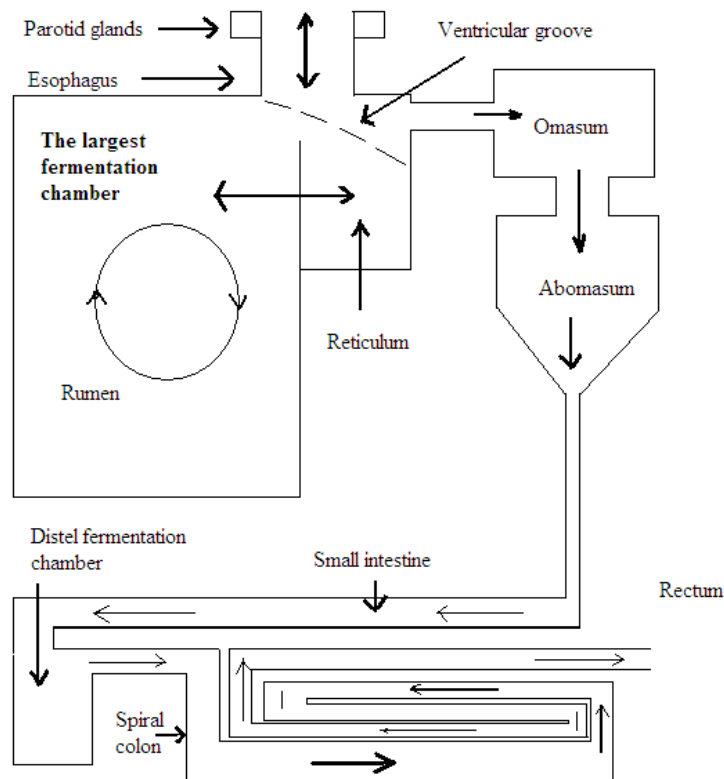 Parotid glands
Ventricular groove
Esophagus
Omasum
The largest
fermentation
chamber
Abomasum
Reticulum
Rumen
Distel fermentation
chamber
Small intestine
Rectum
Spiral
colon